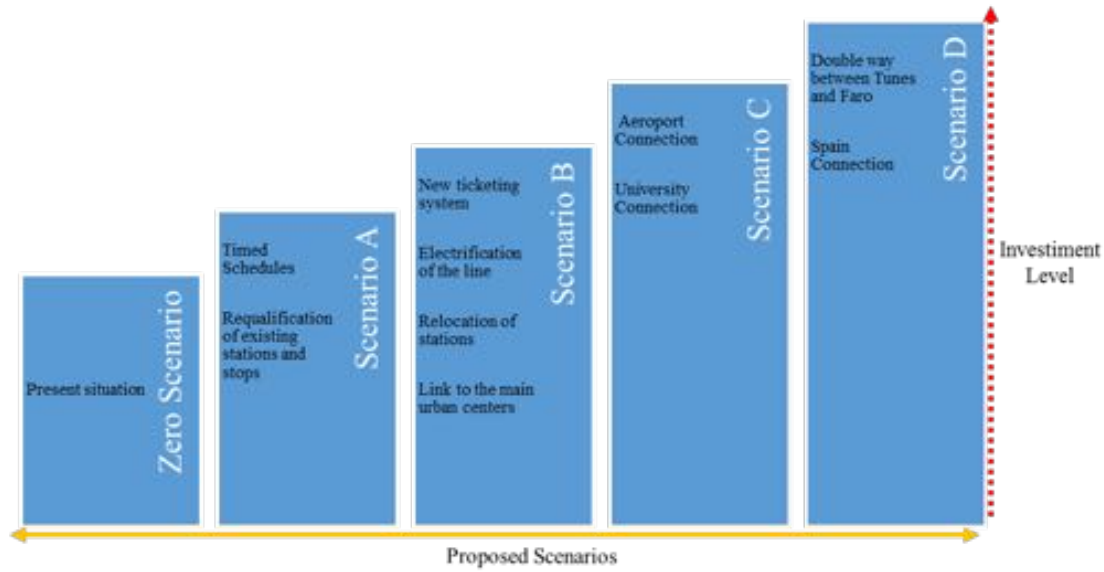 Present situation
Zero Scenario
Timed
Schedules
Requalification
of existing
stations and
stops
Scenario A
New ticketing
system
Electrification
of the line
Relocation of
stations
Link to the main
urban centers
Scenario B
Aeroport
Connection
University
Connection
Scenario C
Double way
between Tunes
and Faro
Spain
Connection
Scenario D
Investiment
Level
Proposed Scenarios